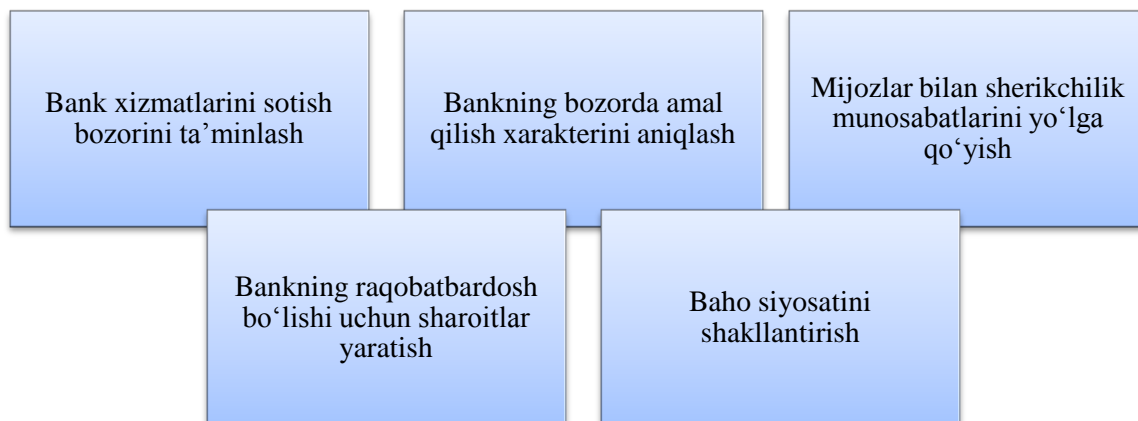 Bank xizmatlarini sotish
bozorini ta’minlash
Bankning bozorda amal
qilish xarakterini aniqlash
Mijozlar bilan sherikchilik
munosabatlarini yo‘lga
qo‘yish
Bankning raqobatbardosh
bo‘lishi uchun sharoitlar
yaratish
Baho siyosatini
shakllantirish